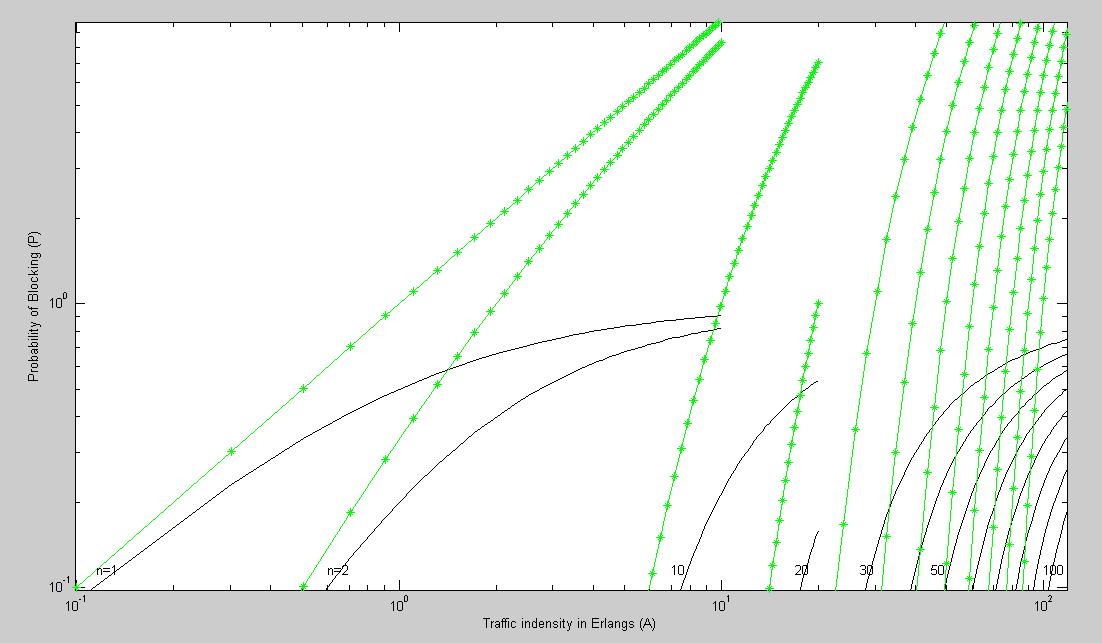 Probability of Blocking (P)
10^0
10^-1
n=1
n=2
10
20
30
50
100
10^-1
10^0
10^1
10^2
Traffic indensity in Erlangs (A)